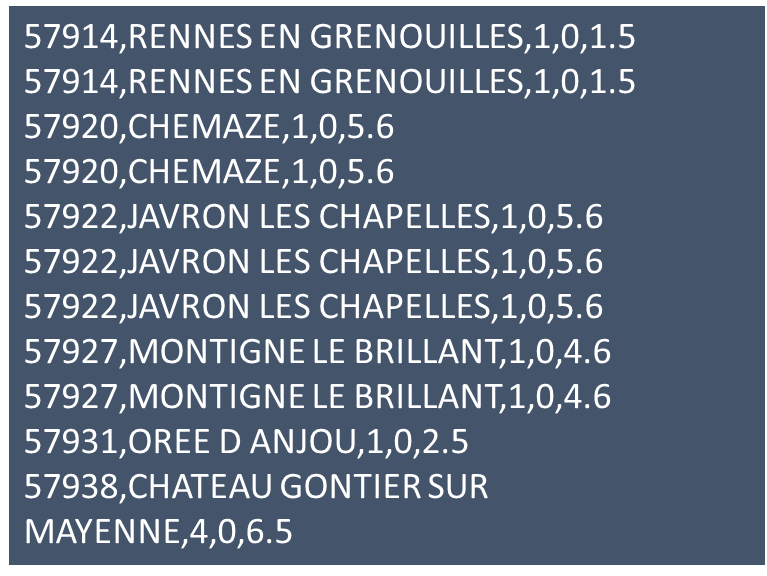 57914,RENNES EN GRENOUILLES,1,0,1.5
57914,RENNES EN GRENOUILLES,1,0,1.5
57920,CHEMAZE,1,0,5.6
57920,CHEMAZE,1,0,5.6
57922,JAVRON LES CHAPELLES,1,0,5.6
57922,JAVRON LES CHAPELLES,1,0,5.6
57922,JAVRON LES CHAPELLES,1,0,5.6
57927,MONTIGNE LE BRILLANT,1,0,4.6
57927,MONTIGNE LE BRILLANT,1,0,4.6
57931,OREE D ANJOU,1,0,2.5
57938,CHATEAU GONTIER SUR
MAYENNE,4,0,6.5